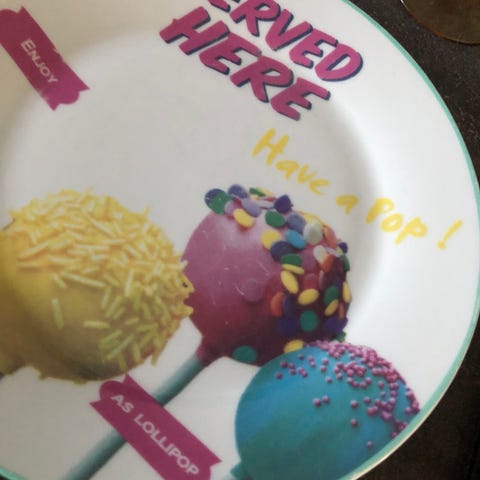 ERVED
HERE
ENJOY
Have a POP!
AS LOLLIPOP